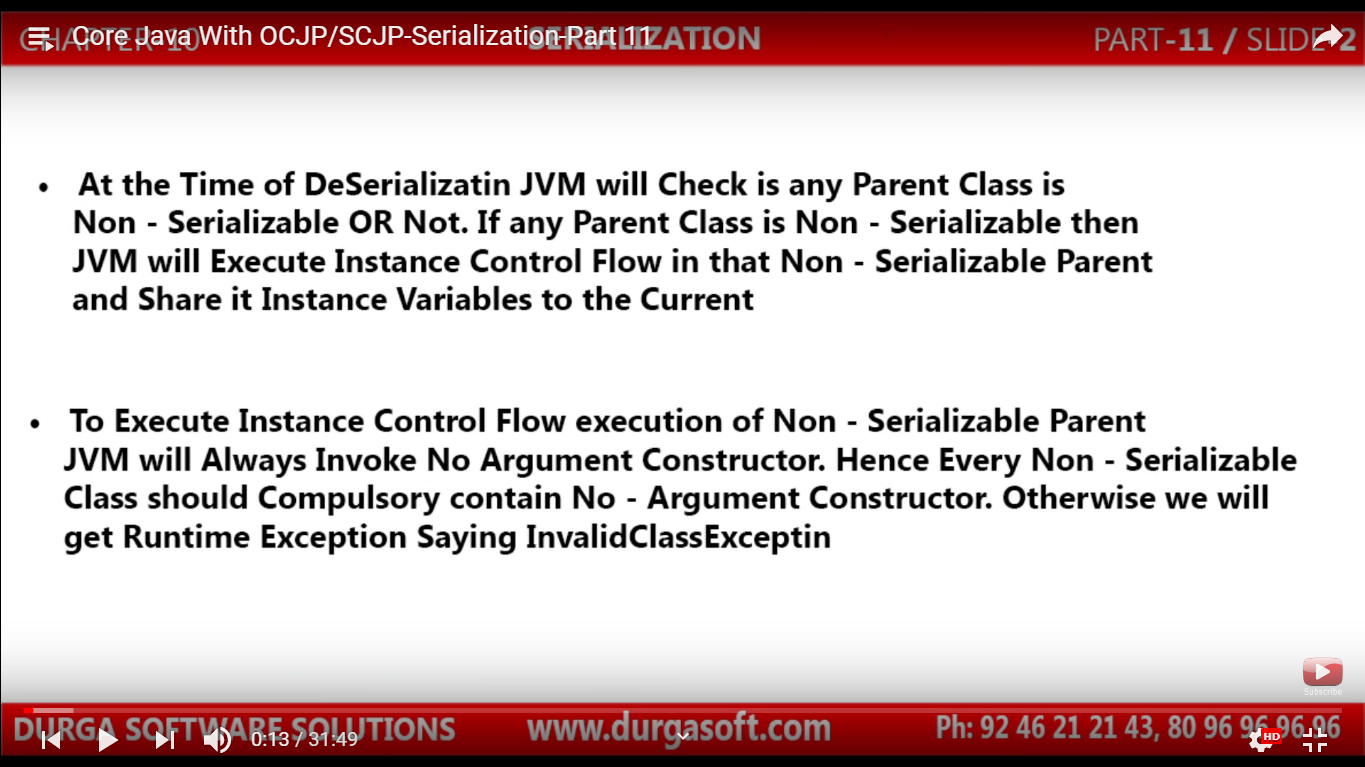 CHAPTER-10
Core Java With OCJP/SCJP-Serialization-Part 11
SERIALIZATION
PART-11 / SLIDE-2
• At the Time of DeSerializatin JVM will Check is any Parent Class is
Non - Serializable OR Not. If any Parent Class is Non - Serializable then
JVM will Execute Instance Control Flow in that Non - Serializable Parent
and Share it Instance Variables to the Current
• To Execute Instance Control Flow execution of Non - Serializable Parent
JVM will Always Invoke No Argument Constructor. Hence Every Non - Serializable
Class should Compulsory contain No - Argument Constructor. Otherwise we will
get Runtime Exception Saying InvalidClassExceptin
Subscribe
DURGA SOFTWARE SOLUTIONS
www.durgasoft.com
Ph: 92 46 21 21 43, 80 96 96 96 96
0:13 / 31:49
HD